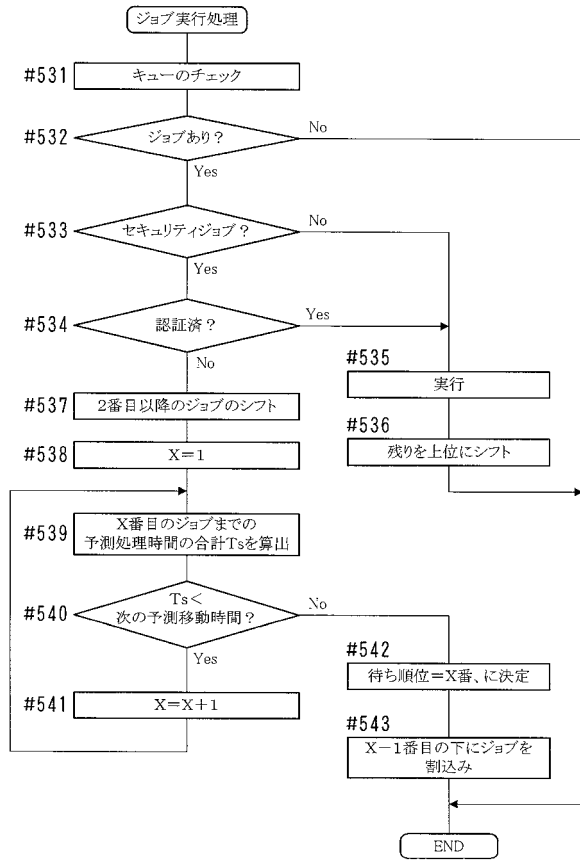 ジョブ実行処理
#531
キューのチェック
#532
ジョブあり?
No
Yes
#533
セキュリティジョブ?
No
Yes
#534
認証済?
Yes
No
#535
実行
#536
残りを上位にシフト
#537
2番目以降のジョブのシフト
#538
X=1
#539
X番目のジョブまでの
予測処理時間の合計Tsを算出
#540
Ts<
次の予測移動時間?
No
Yes
#541
X=X+1
#542
待ち順位=X番、に決定
#543
X-1番目の下にジョブを
割込み
END